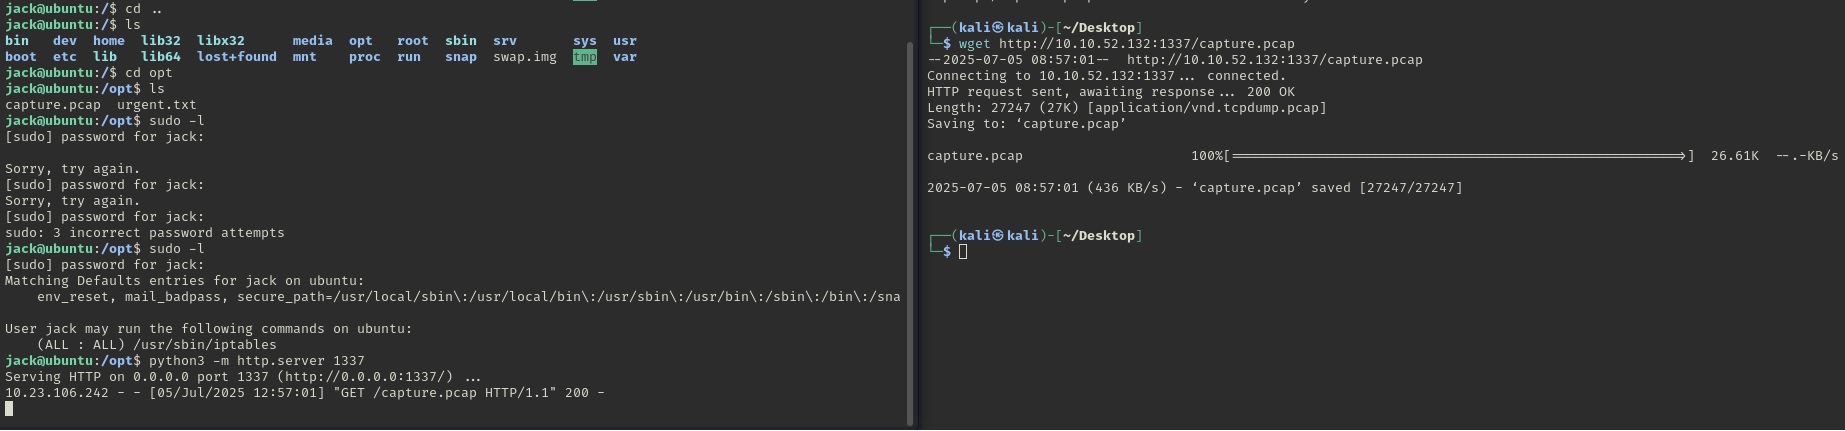 jack@ubuntu:/$ cd ..
jack@ubuntu:/$ ls
bin dev home lib32 libx32 media opt root sbin srv sys usr
boot etc lib lib64 lost+found mnt proc run snap swap.img tmp var
jack@ubuntu:/$ cd opt
jack@ubuntu:/opt$ ls
capture.pcap urgent.txt
jack@ubuntu:/opt$ sudo -l
[sudo] password for jack:
Sorry, try again.
[sudo] password for jack:
Sorry, try again.
[sudo] password for jack:
sudo: 3 incorrect password attempts
jack@ubuntu:/opt$ sudo -l
[sudo] password for jack:
Matching Defaults entries for jack on ubuntu:
env_reset, mail_badpass, secure_path=/usr/local/sbin\:/usr/local/bin\:/usr/sbin\:/usr/bin\:/sbin\:/bin\:/sna
User jack may run the following commands on ubuntu:
(ALL : ALL) /usr/sbin/iptables
jack@ubuntu:/opt$ python3 -m http.server 1337
Serving HTTP on 0.0.0.0 port 1337 (http://0.0.0.0:1337/) ...
10.23.106.242 - - [05/Jul/2025 12:57:01] "GET /capture.pcap HTTP/1.1" 200 -
┌──(kali㉿kali)-[~/Desktop]
└─$ wget http://10.10.52.132:1337/capture.pcap
--2025-07-05 08:57:01-- http://10.10.52.132:1337/capture.pcap
Connecting to 10.10.52.132:1337... connected.
HTTP request sent, awaiting response... 200 OK
Length: 27247 (27K) [application/vnd.tcpdump.pcap]
Saving to: ‘capture.pcap’
capture.pcap 100%[===================================================>] 26.61K --.-KB/s
2025-07-05 08:57:01 (436 KB/s) - ‘capture.pcap’ saved [27247/27247]
┌──(kali㉿kali)-[~/Desktop]
└─$